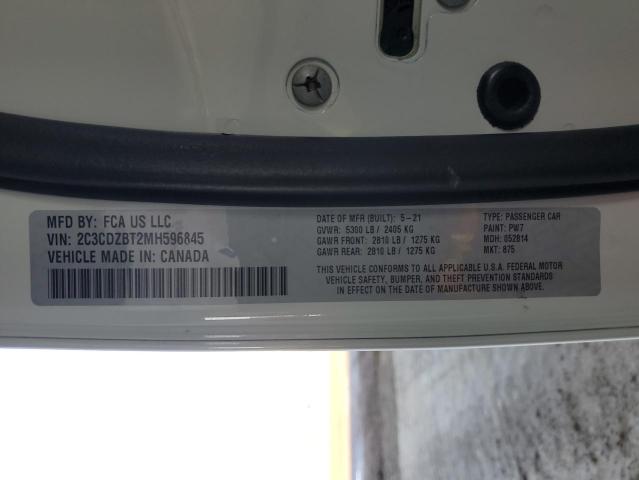 MFD BY: FCA US LLC
VIN: 2C3CDZBT2MH596845
VEHICLE MADE IN: CANADA
DATE OF MFR (BUILT): 5-21
GVWR: 5300 LB / 2405 KG
GAWR FRONT: 2810 LB / 1275 KG
GAWR REAR: 2810 LB / 1275 KG
TYPE: PASSENGER CAR
PAINT: PW7
MDH: 052814
MKT: 875
THIS VEHICLE CONFORMS TO ALL APPLICABLE U.S.A. FEDERAL MOTOR
VEHICLE SAFETY, BUMPER, AND THEFT PREVENTION STANDARDS
IN EFFECT ON THE DATE OF MANUFACTURE SHOWN ABOVE.